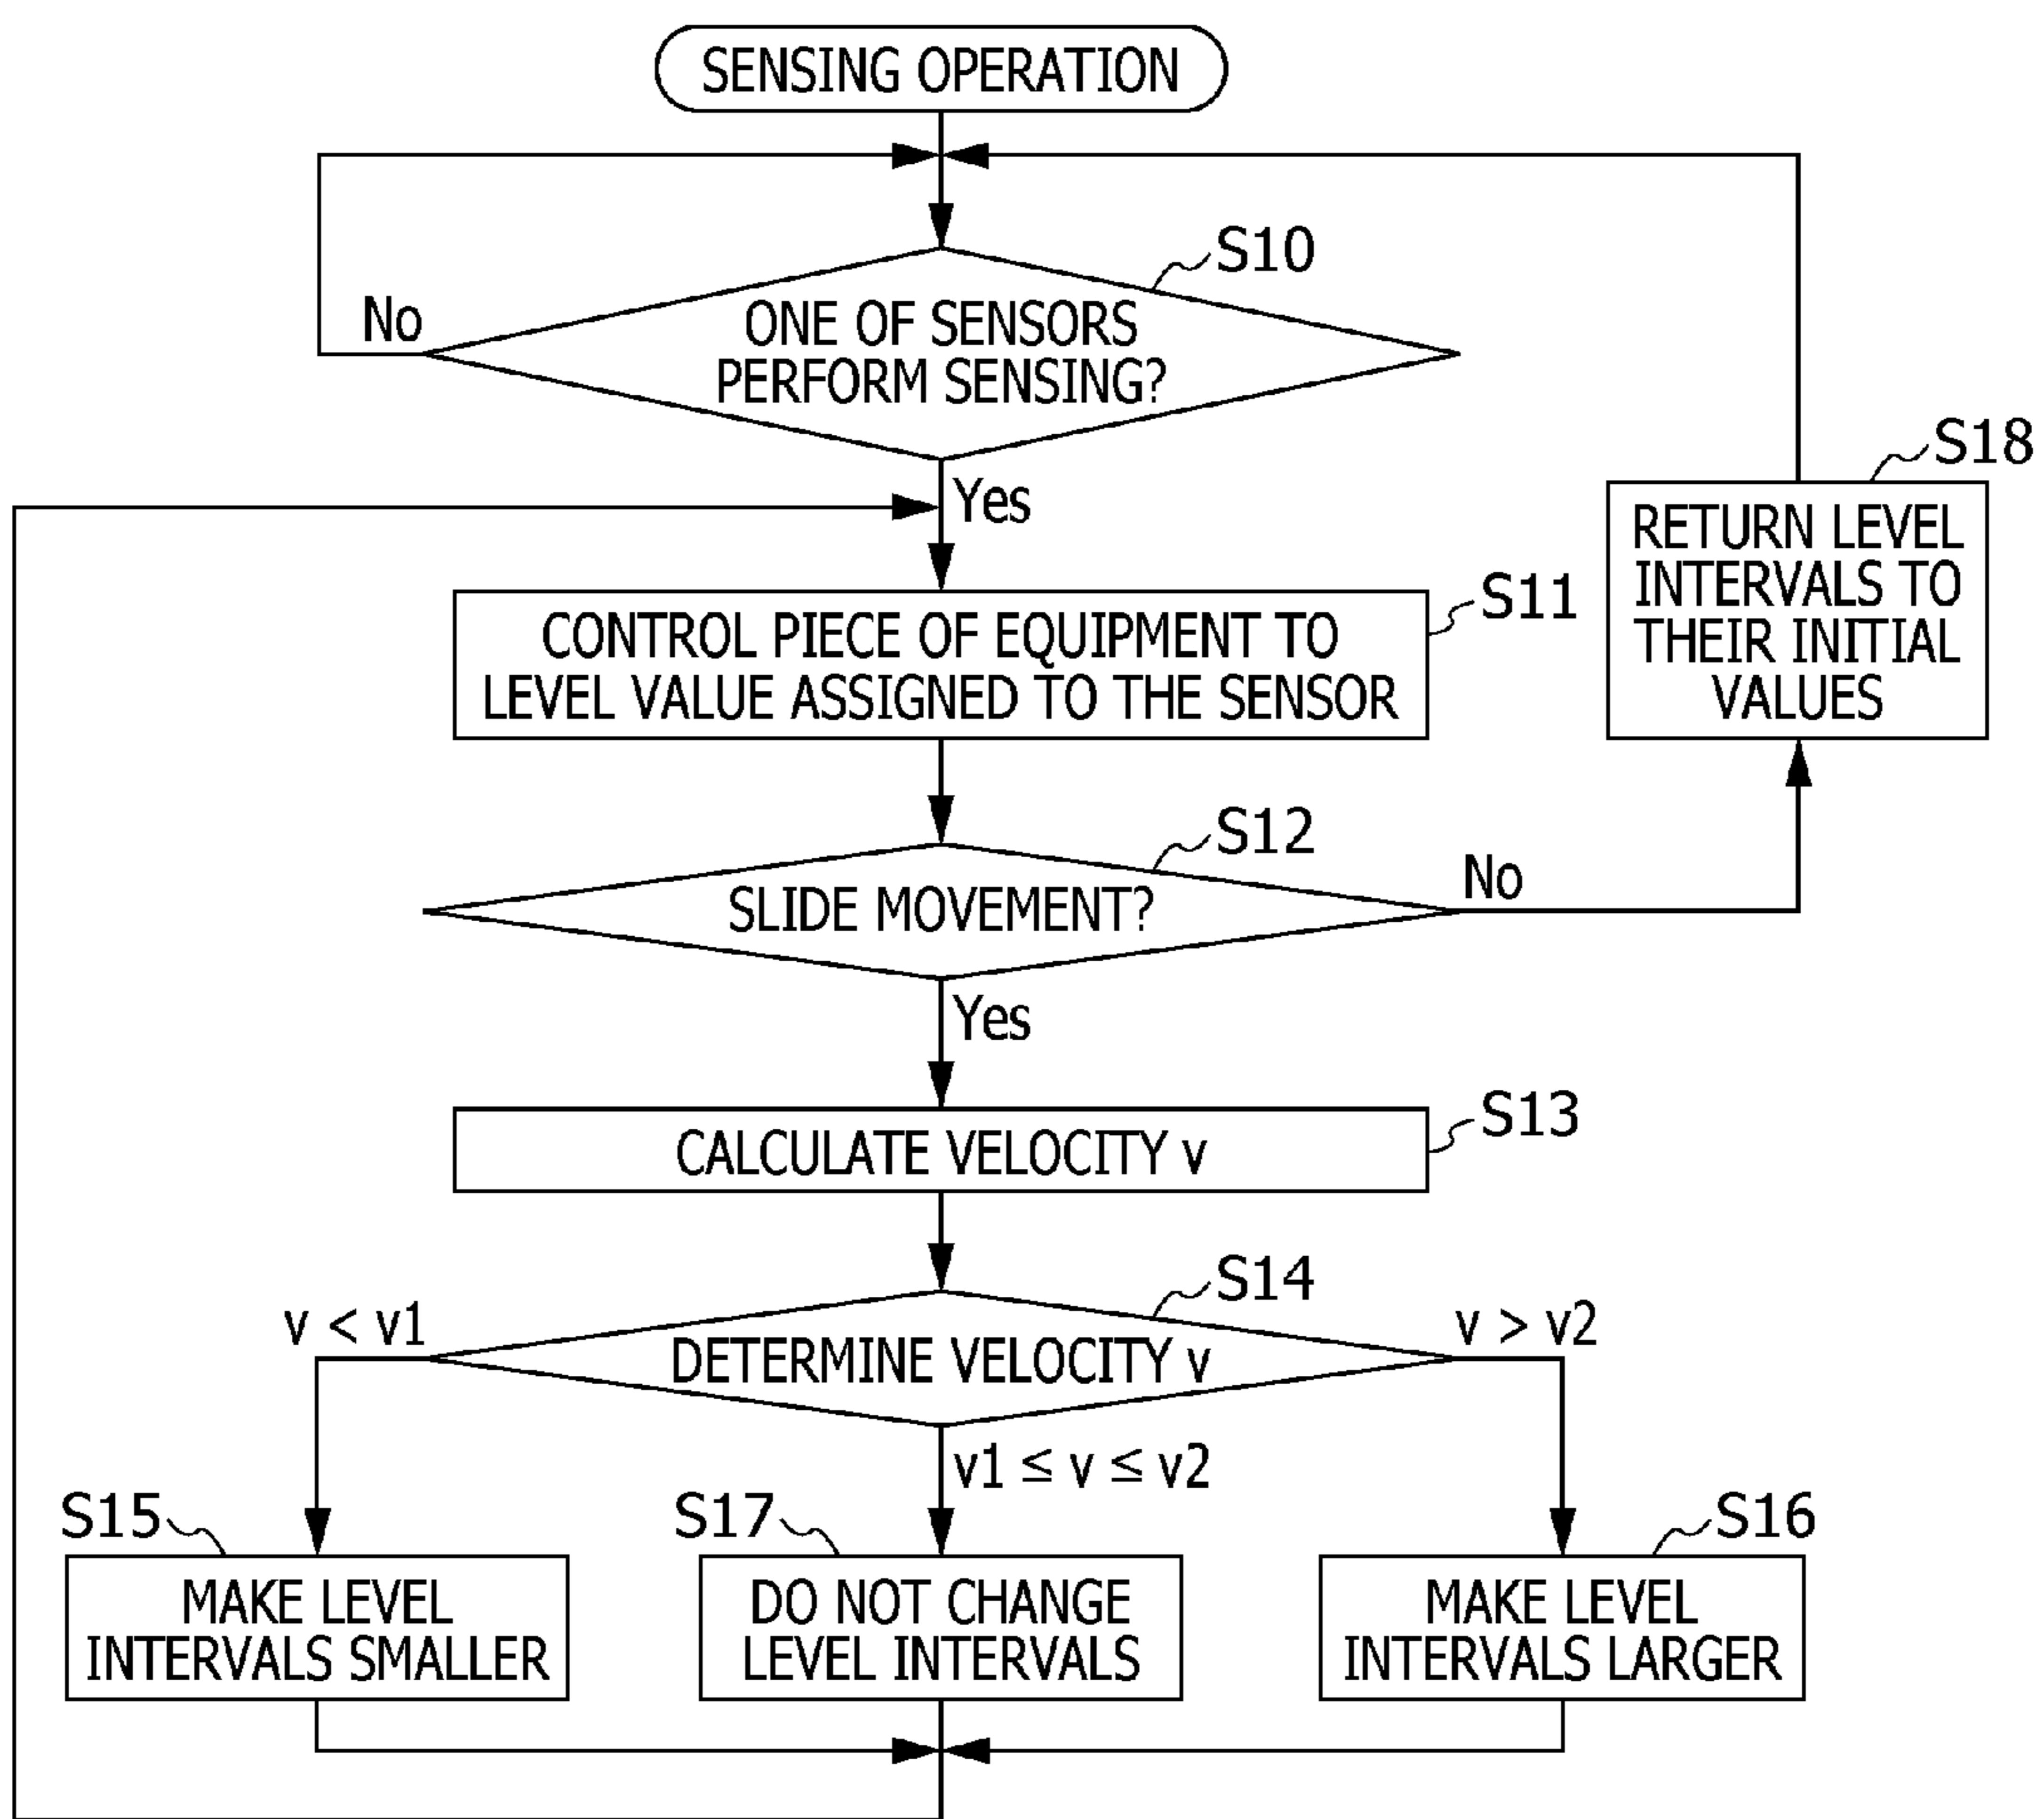 SENSING OPERATION
S10
No
ONE OF SENSORS
PERFORM SENSING?
Yes
S18
RETURN LEVEL
INTERVALS TO
THEIR INITIAL
VALUES
S11
CONTROL PIECE OF EQUIPMENT TO
LEVEL VALUE ASSIGNED TO THE SENSOR
S12
No
SLIDE MOVEMENT?
Yes
S13
CALCULATE VELOCITY v
S14
v < v1
v > v2
DETERMINE VELOCITY v
v1 ≤ v ≤ v2
S15
MAKE LEVEL
INTERVALS SMALLER
S17
DO NOT CHANGE
LEVEL INTERVALS
S16
MAKE LEVEL
INTERVALS LARGER